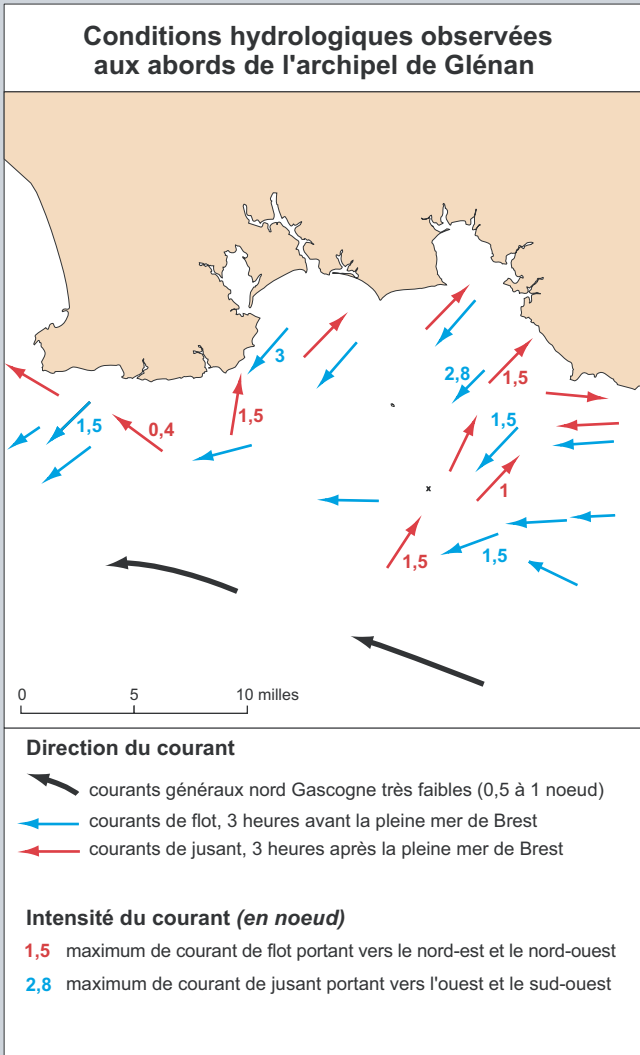 Conditions hydrologiques observées
aux abords de l'archipel de Glénan
3
2,8
1,5
1,5
0,4
1,5
1,5
1
1,5
1,5
0 5 10 milles
Direction du courant
courants généraux nord Gascogne très faibles (0,5 à 1 noeud)
courants de flot, 3 heures avant la pleine mer de Brest
courants de jusant, 3 heures après la pleine mer de Brest
Intensité du courant (en noeud)
1,5 maximum de courant de flot portant vers le nord-est et le nord-ouest
2,8 maximum de courant de jusant portant vers l'ouest et le sud-ouest